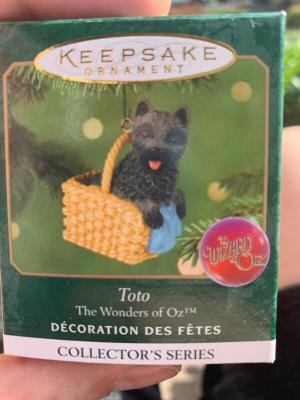 KEEPSAKE
ORNAMENT
THE
WIZARD
OF
OZ
Toto
The Wonders of Oz™
DÉCORATION DES FÊTES
COLLECTOR'S SERIES